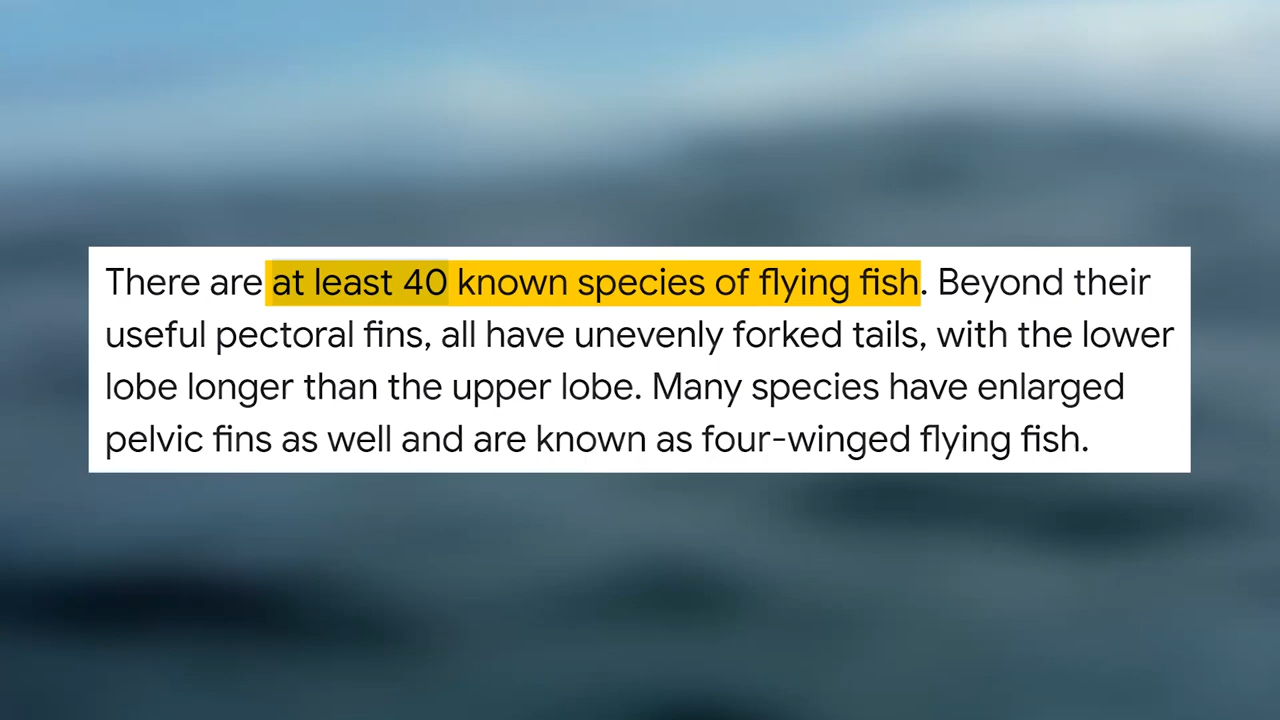 There are at least 40 known species of flying fish. Beyond their
useful pectoral fins, all have unevenly forked tails, with the lower
lobe longer than the upper lobe. Many species have enlarged
pelvic fins as well and are known as four-winged flying fish.